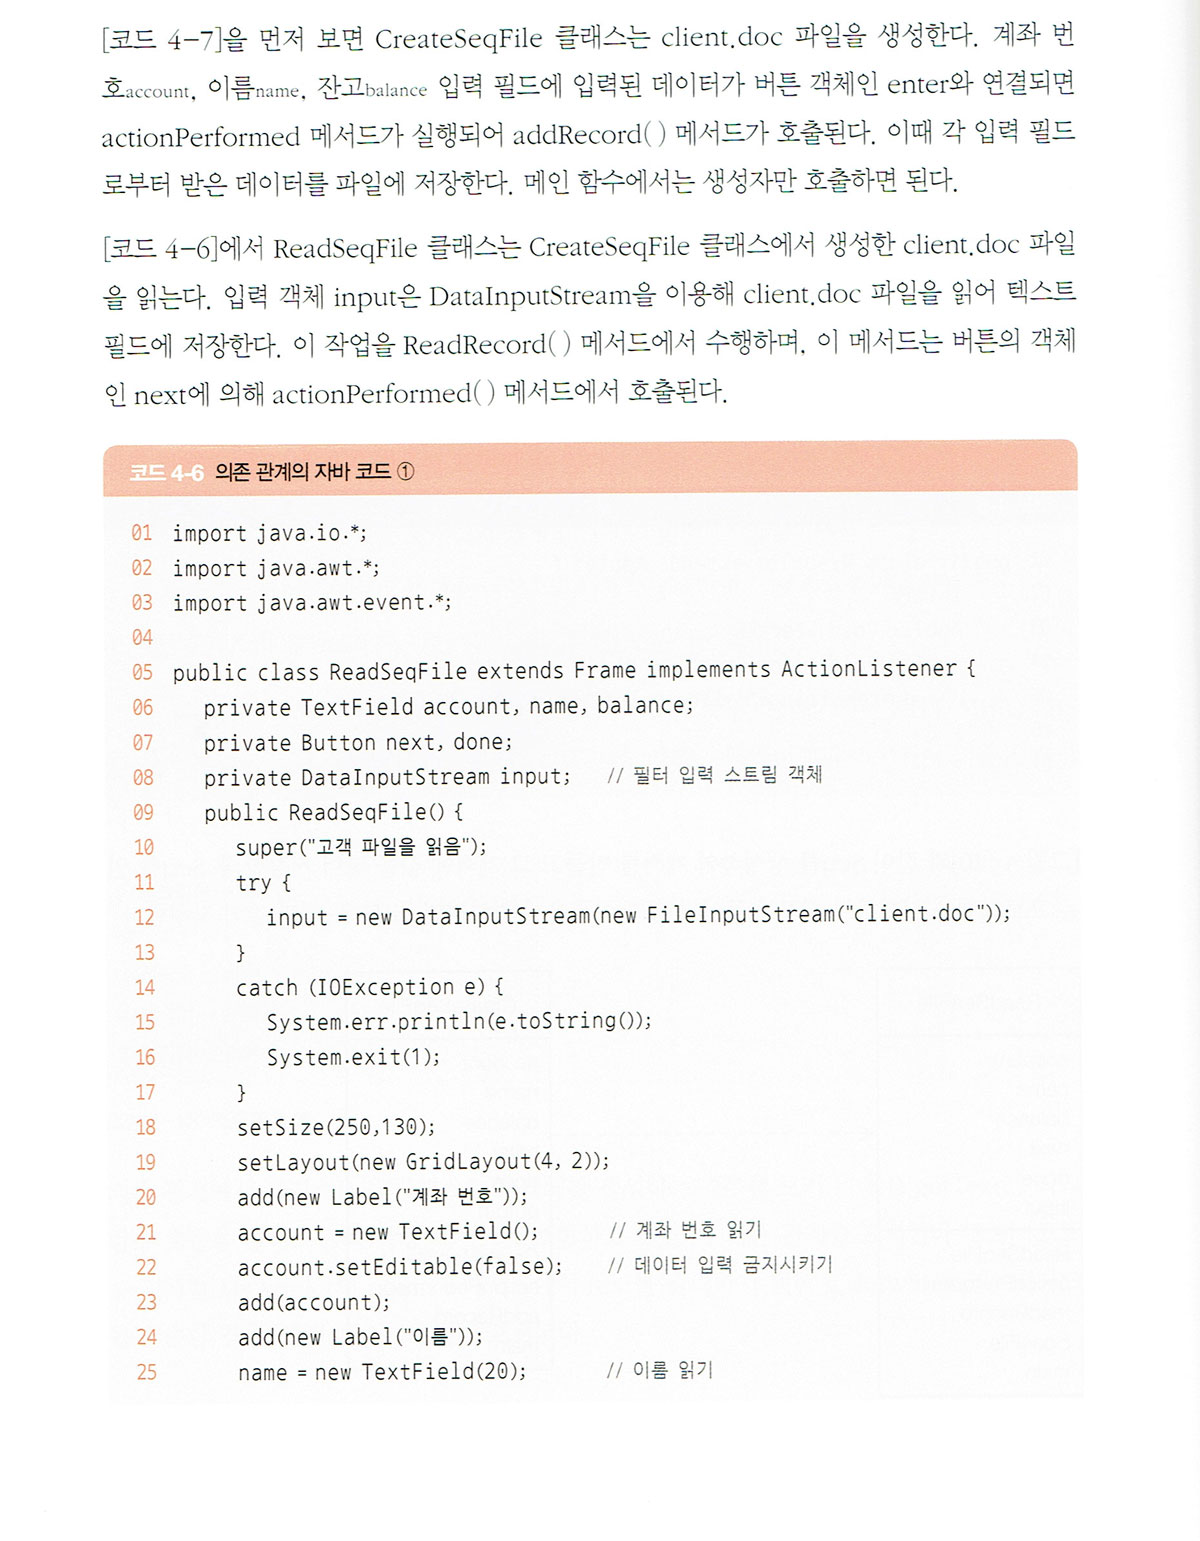 [코드 4-7]을 먼저 보면 CreateSeqFile 클래스는 client.doc 파일을 생성한다. 계좌 번
호account, 이름name, 잔고balance 입력 필드에 입력된 데이터가 버튼 객체인 enter와 연결되면
actionPerformed 메서드가 실행되어 addRecord( ) 메서드가 호출된다. 이때 각 입력 필드
로부터 받은 데이터를 파일에 저장한다. 메인 함수에서는 생성자만 호출하면 된다.
[코드 4-6]에서 ReadSeqFile 클래스는 CreateSeqFile 클래스에서 생성한 client.doc 파일
을 읽는다. 입력 객체 input은 DataInputStream을 이용해 client.doc 파일을 읽어 텍스트
필드에 저장한다. 이 작업을 ReadRecord( ) 메서드에서 수행하며, 이 메서드는 버튼의 객체
인 next에 의해 actionPerformed( ) 메서드에서 호출된다.
코드 4-6 의존 관계의 자바 코드 ①
01 import java.io.*;
02 import java.awt.*;
03 import java.awt.event.*;
04
05 public class ReadSeqFile extends Frame implements ActionListener {
06 private TextField account, name, balance;
07 private Button next, done;
08 private DataInputStream input; // 필터 입력 스트림 객체
09 public ReadSeqFile() {
10 super("고객 파일을 읽음");
11 try {
12 input = new DataInputStream(new FileInputStream("client.doc"));
13 }
14 catch (IOException e) {
15 System.err.println(e.toString());
16 System.exit(1);
17 }
18 setSize(250,130);
19 setLayout(new GridLayout(4, 2));
20 add(new Label("계좌 번호"));
21 account = new TextField(); // 계좌 번호 읽기
22 account.setEditable(false); // 데이터 입력 금지시키기
23 add(account);
24 add(new Label("이름"));
25 name = new TextField(20); // 이름 읽기